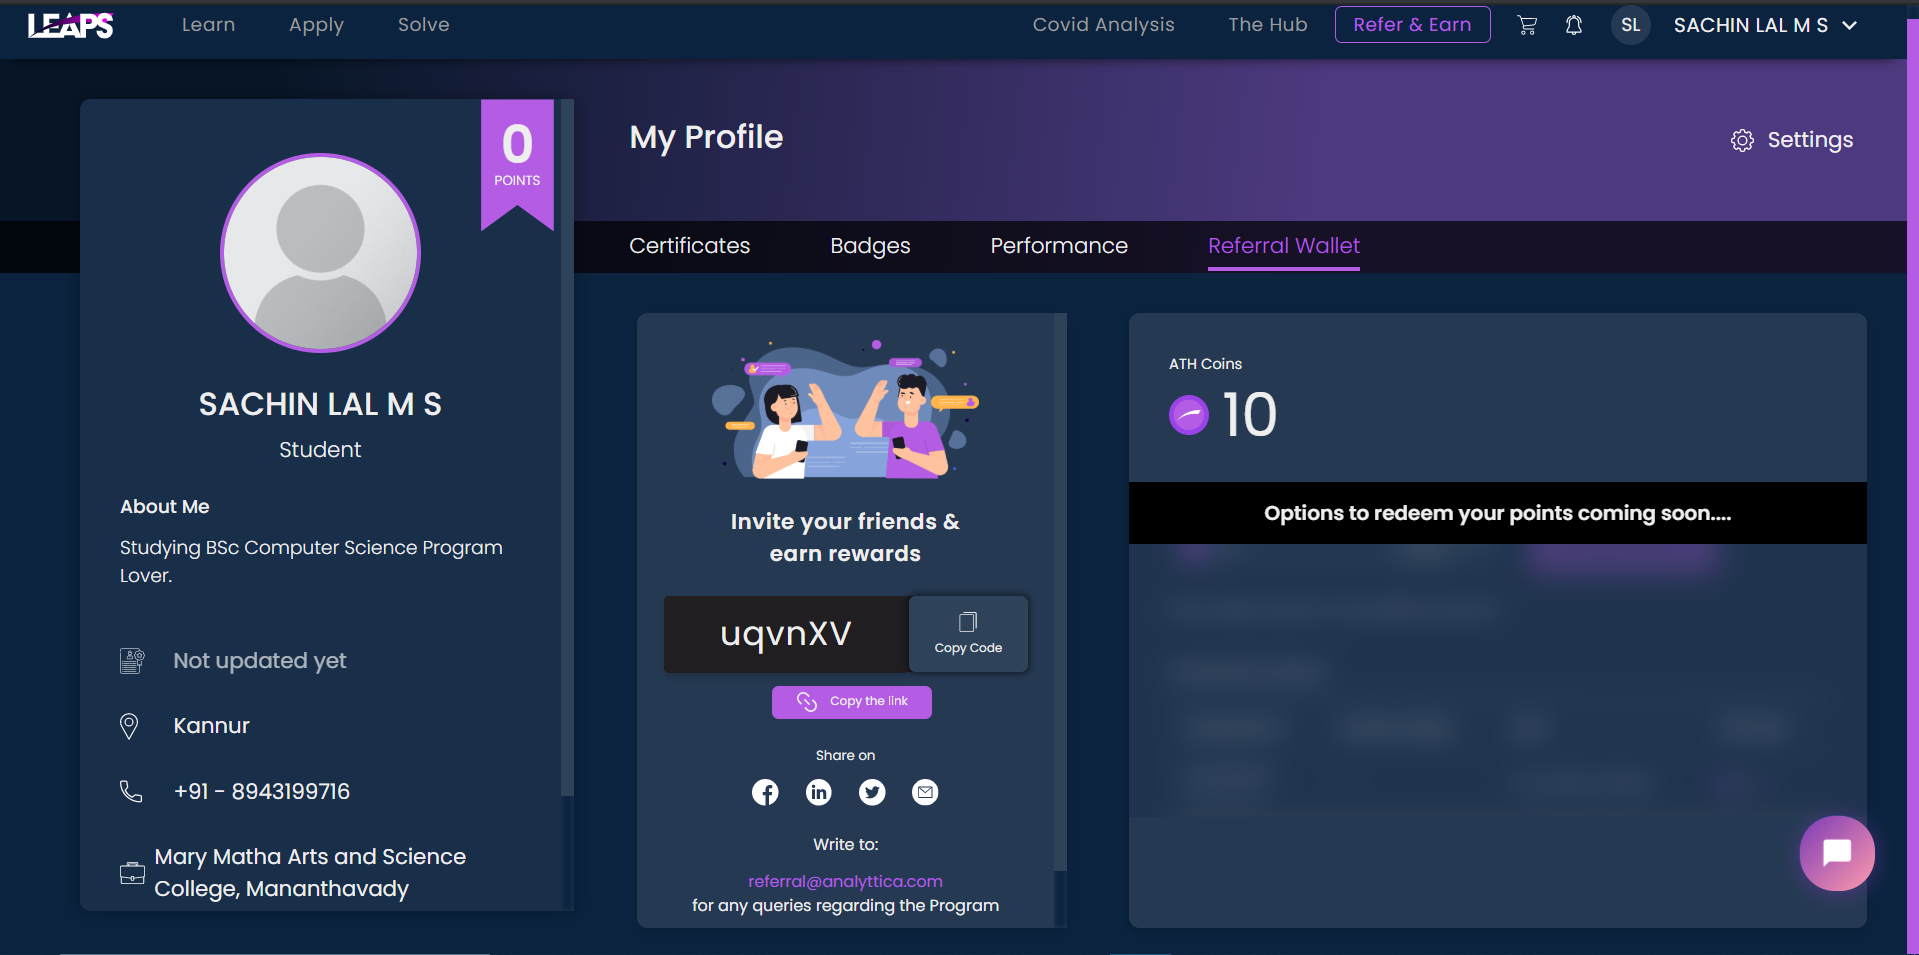 LEAPS
Learn
Apply
Solve
Covid Analysis
The Hub
Refer & Earn
SL
SACHIN LAL M S
0
POINTS
My Profile
Settings
Certificates
Badges
Performance
Referral Wallet
SACHIN LAL M S
Student
About Me
Studying BSc Computer Science Program
Lover.
Not updated yet
Kannur
+91 - 8943199716
Mary Matha Arts and Science
College, Mananthavady
Invite your friends &
earn rewards
uqvnXV
Copy Code
Copy the link
Share on
Write to:
referral@analyttica.com
for any queries regarding the Program
ATH Coins
10
Options to redeem your points coming soon....